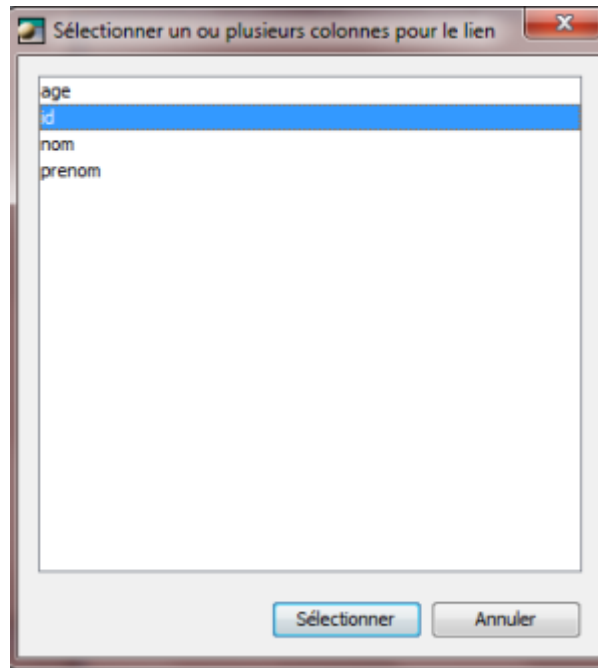 Sélectionner un ou plusieurs colonnes pour le lien
age
id
nom
prenom
Sélectionner
Annuler